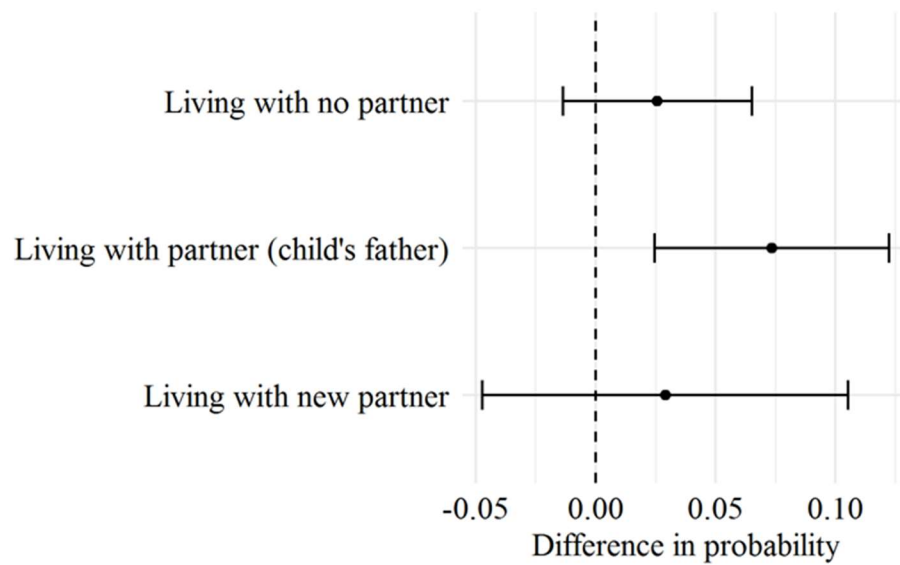 Living with no partner
Living with partner (child's father)
Living with new partner
-0.05 0.00 0.05 0.10
Difference in probability